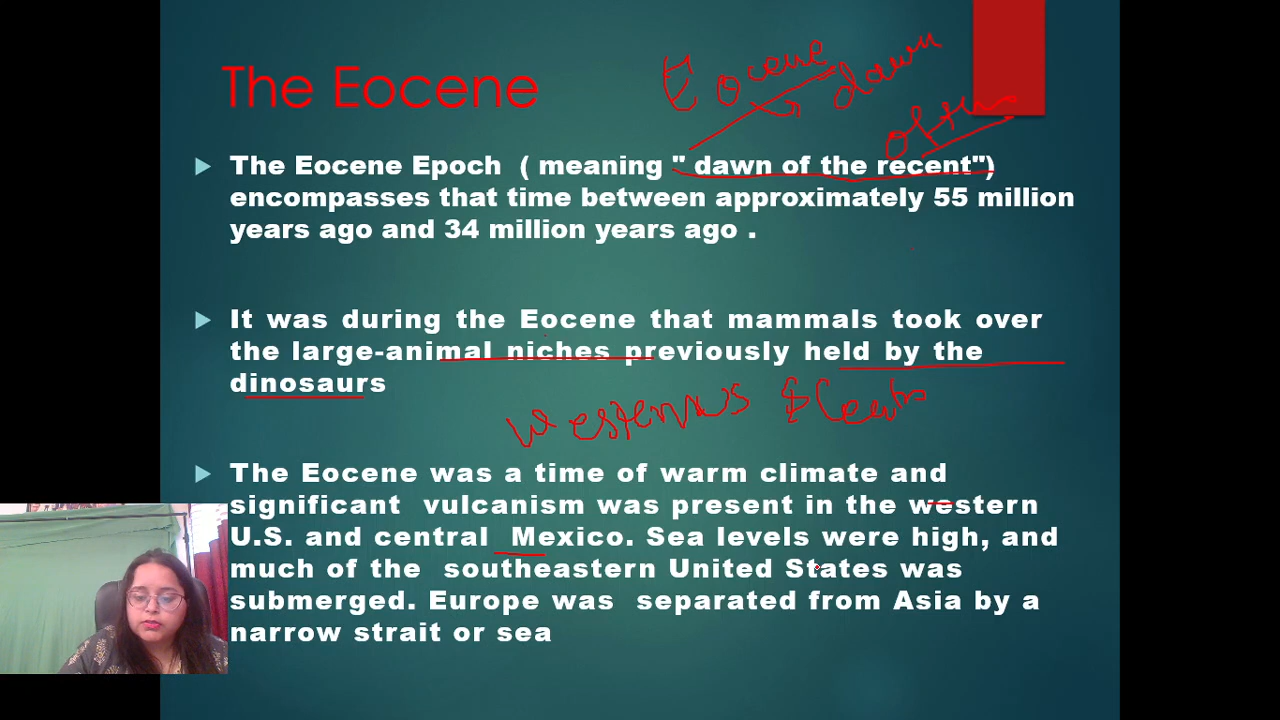 The Eocene
Eocene dawn
of the
The Eocene Epoch ( meaning " dawn of the recent")
encompasses that time between approximately 55 million
years ago and 34 million years ago .
It was during the Eocene that mammals took over
the large-animal niches previously held by the
dinosaurs
The Eocene was a time of warm climate and
significant vulcanism was present in the western
U.S. and central Mexico. Sea levels were high, and
much of the southeastern United States was
submerged. Europe was separated from Asia by a
narrow strait or sea